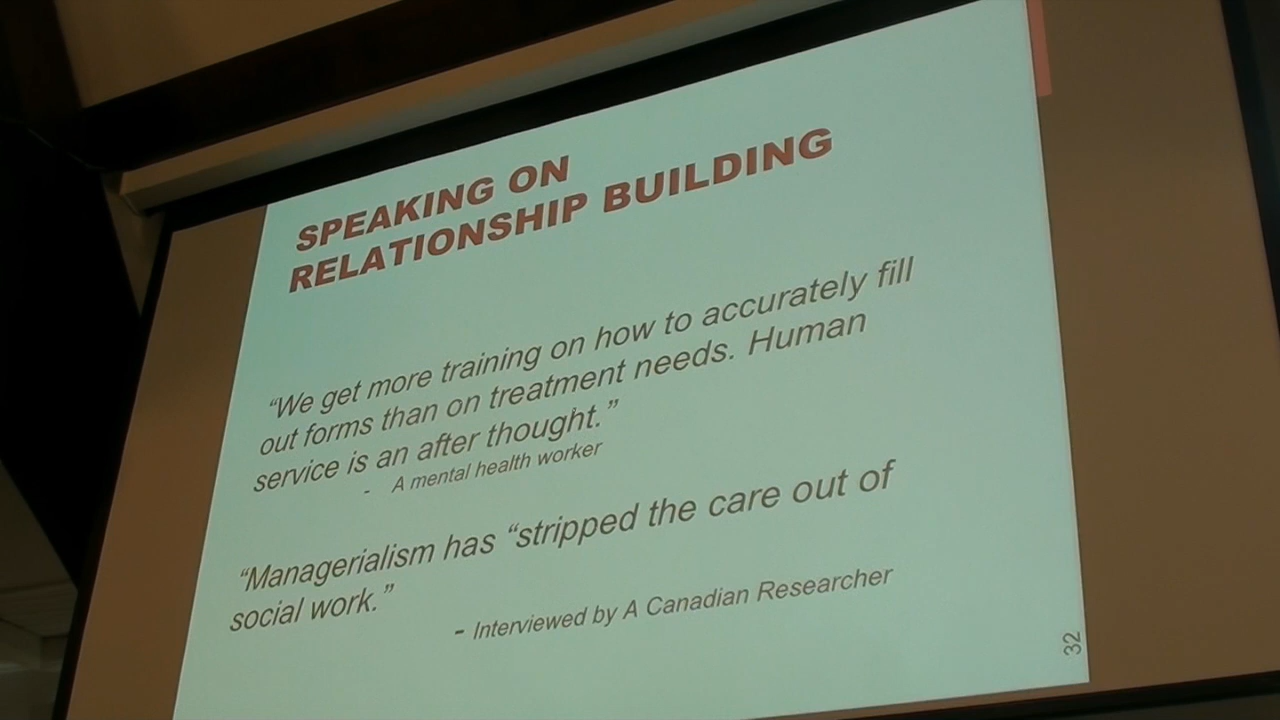 SPEAKING ON
RELATIONSHIP BUILDING
“We get more training on how to accurately fill
out forms than on treatment needs. Human
service is an after thought.”
- A mental health worker
“Managerialism has “stripped the care out of
social work.”
- Interviewed by A Canadian Researcher
32